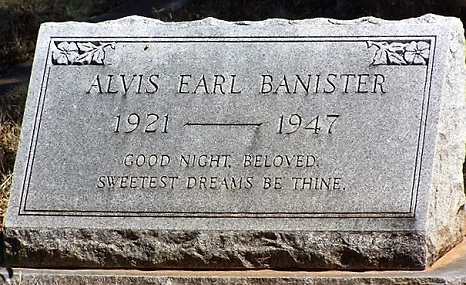 ALVIS EARL BANISTER
1921 — 1947
GOOD NIGHT, BELOVED.
SWEETEST DREAMS BE THINE.